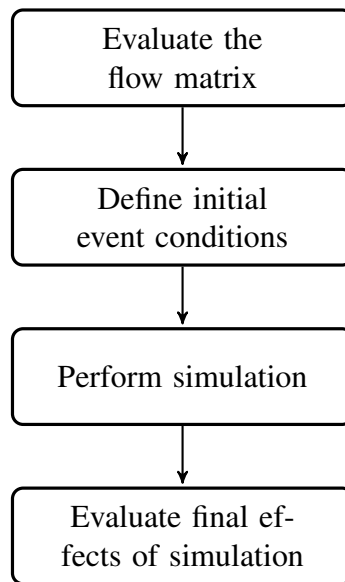 Evaluate the
flow matrix
Define initial
event conditions
Perform simulation
Evaluate final ef-
fects of simulation